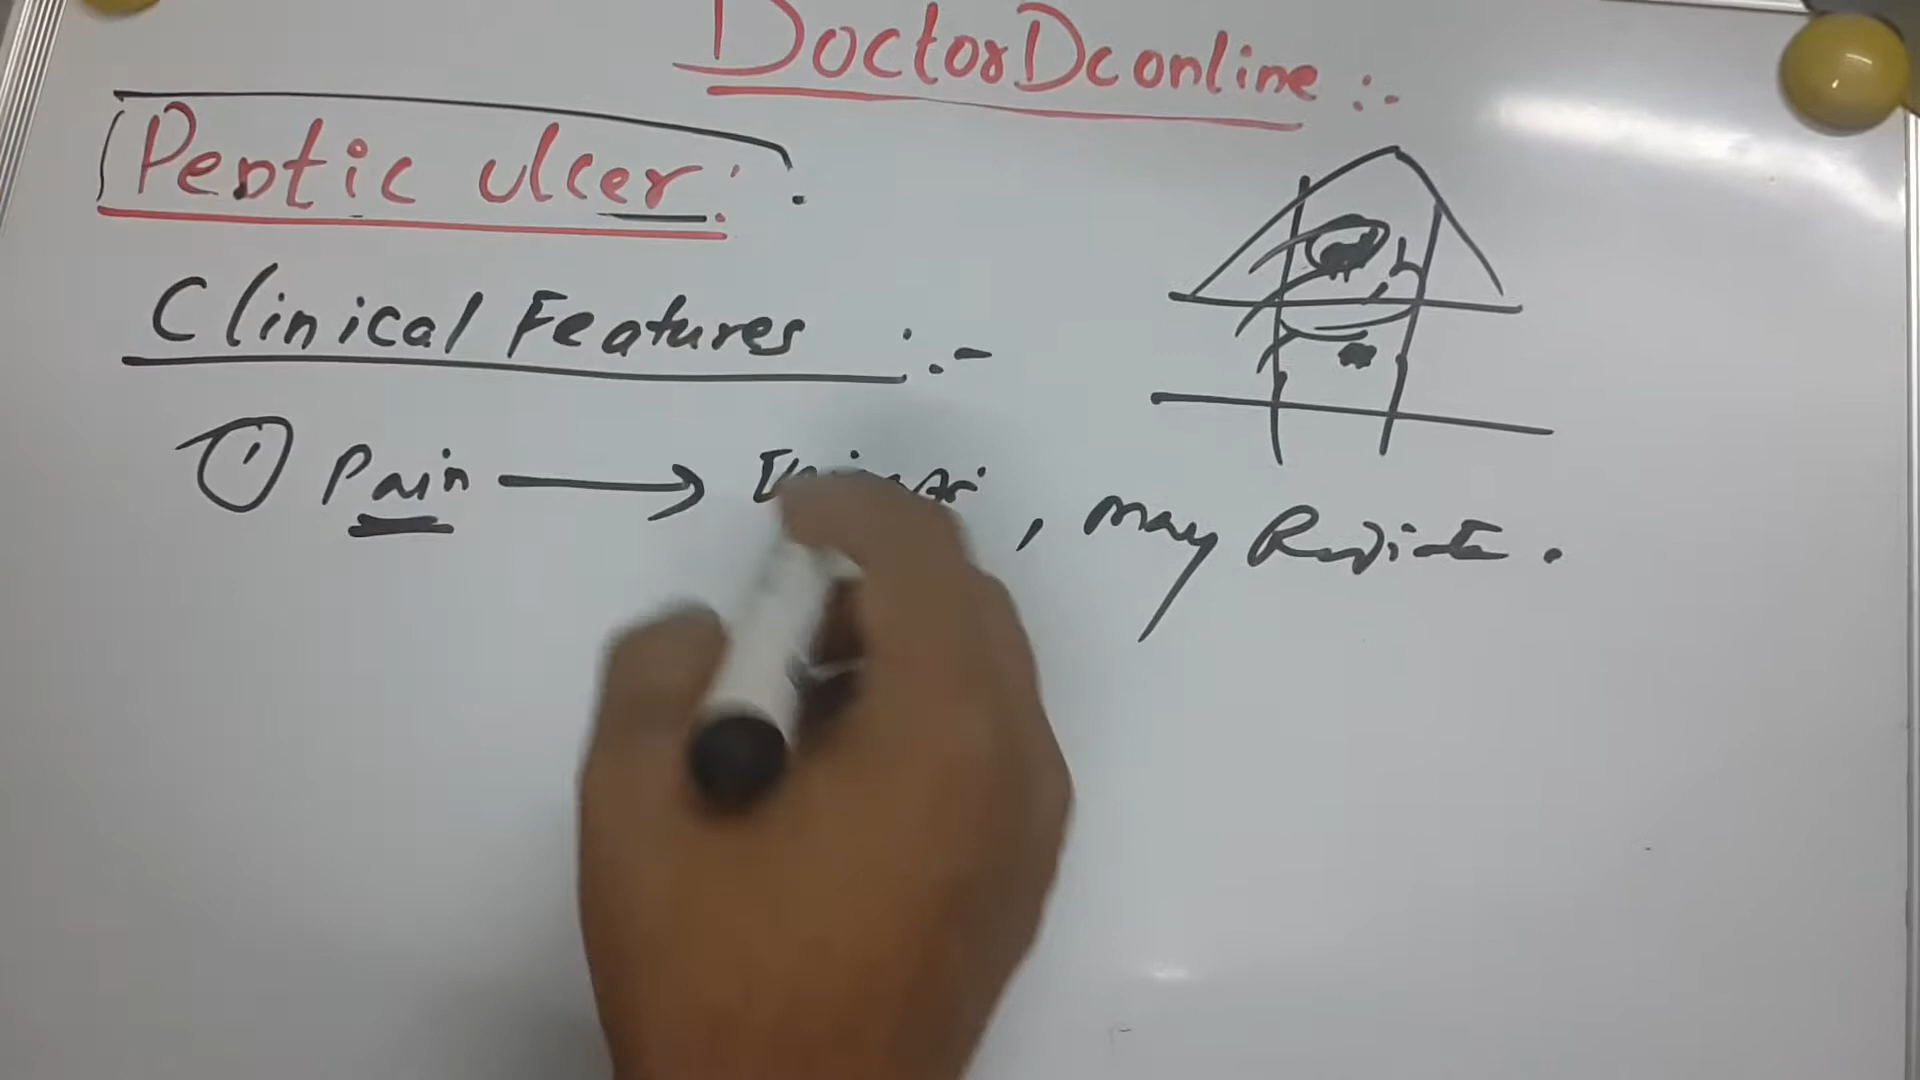 DoctorDconline :-
Peptic ulcer :
Clinical Features :-
① Pain → , may Radiate .